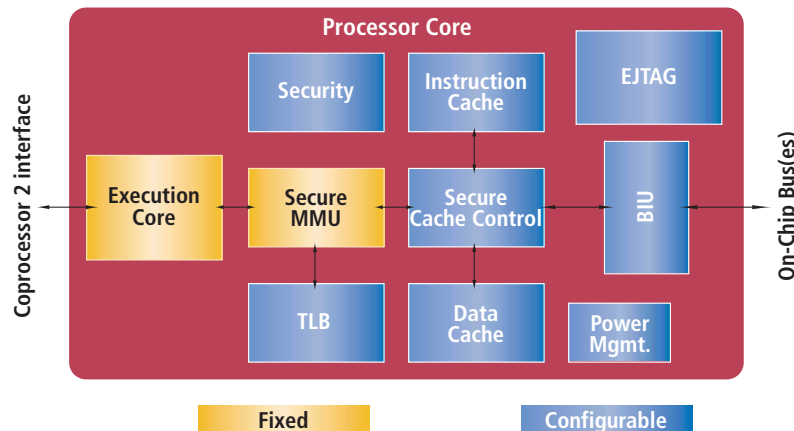 Processor Core
Security
Instruction
Cache
EJTAG
Coprocessor 2 interface
Execution
Core
Secure
MMU
Secure
Cache Control
BIU
On-Chip Bus(es)
TLB
Data
Cache
Power
Mgmt.
Fixed
Configurable